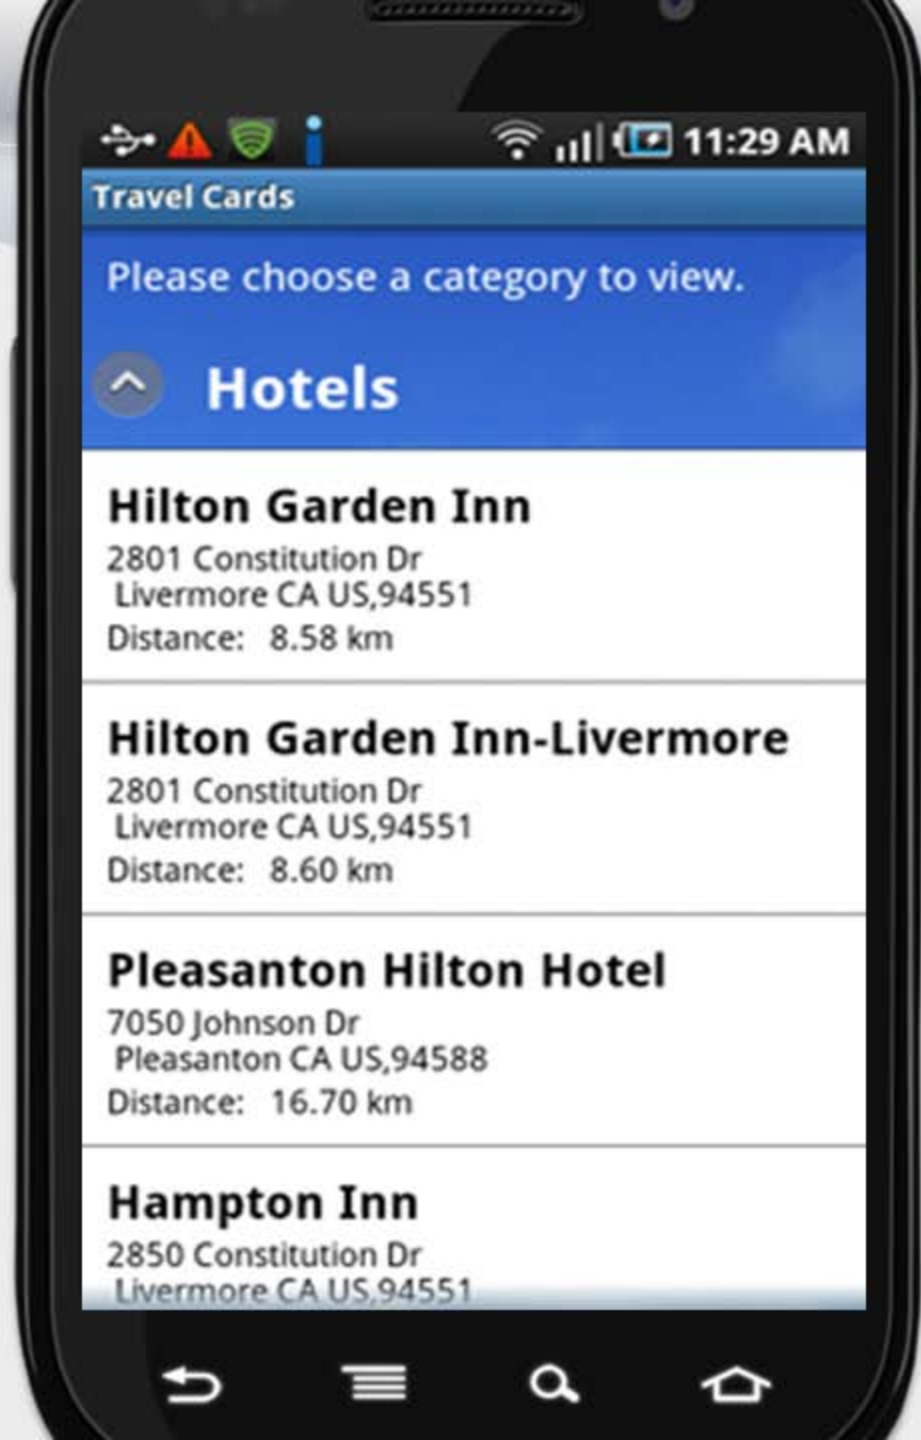 11:29 AM
Travel Cards
Please choose a category to view.
Hotels
Hilton Garden Inn
2801 Constitution Dr
Livermore CA US,94551
Distance: 8.58 km
Hilton Garden Inn-Livermore
2801 Constitution Dr
Livermore CA US,94551
Distance: 8.60 km
Pleasanton Hilton Hotel
7050 Johnson Dr
Pleasanton CA US,94588
Distance: 16.70 km
Hampton Inn
2850 Constitution Dr
Livermore CA US,94551